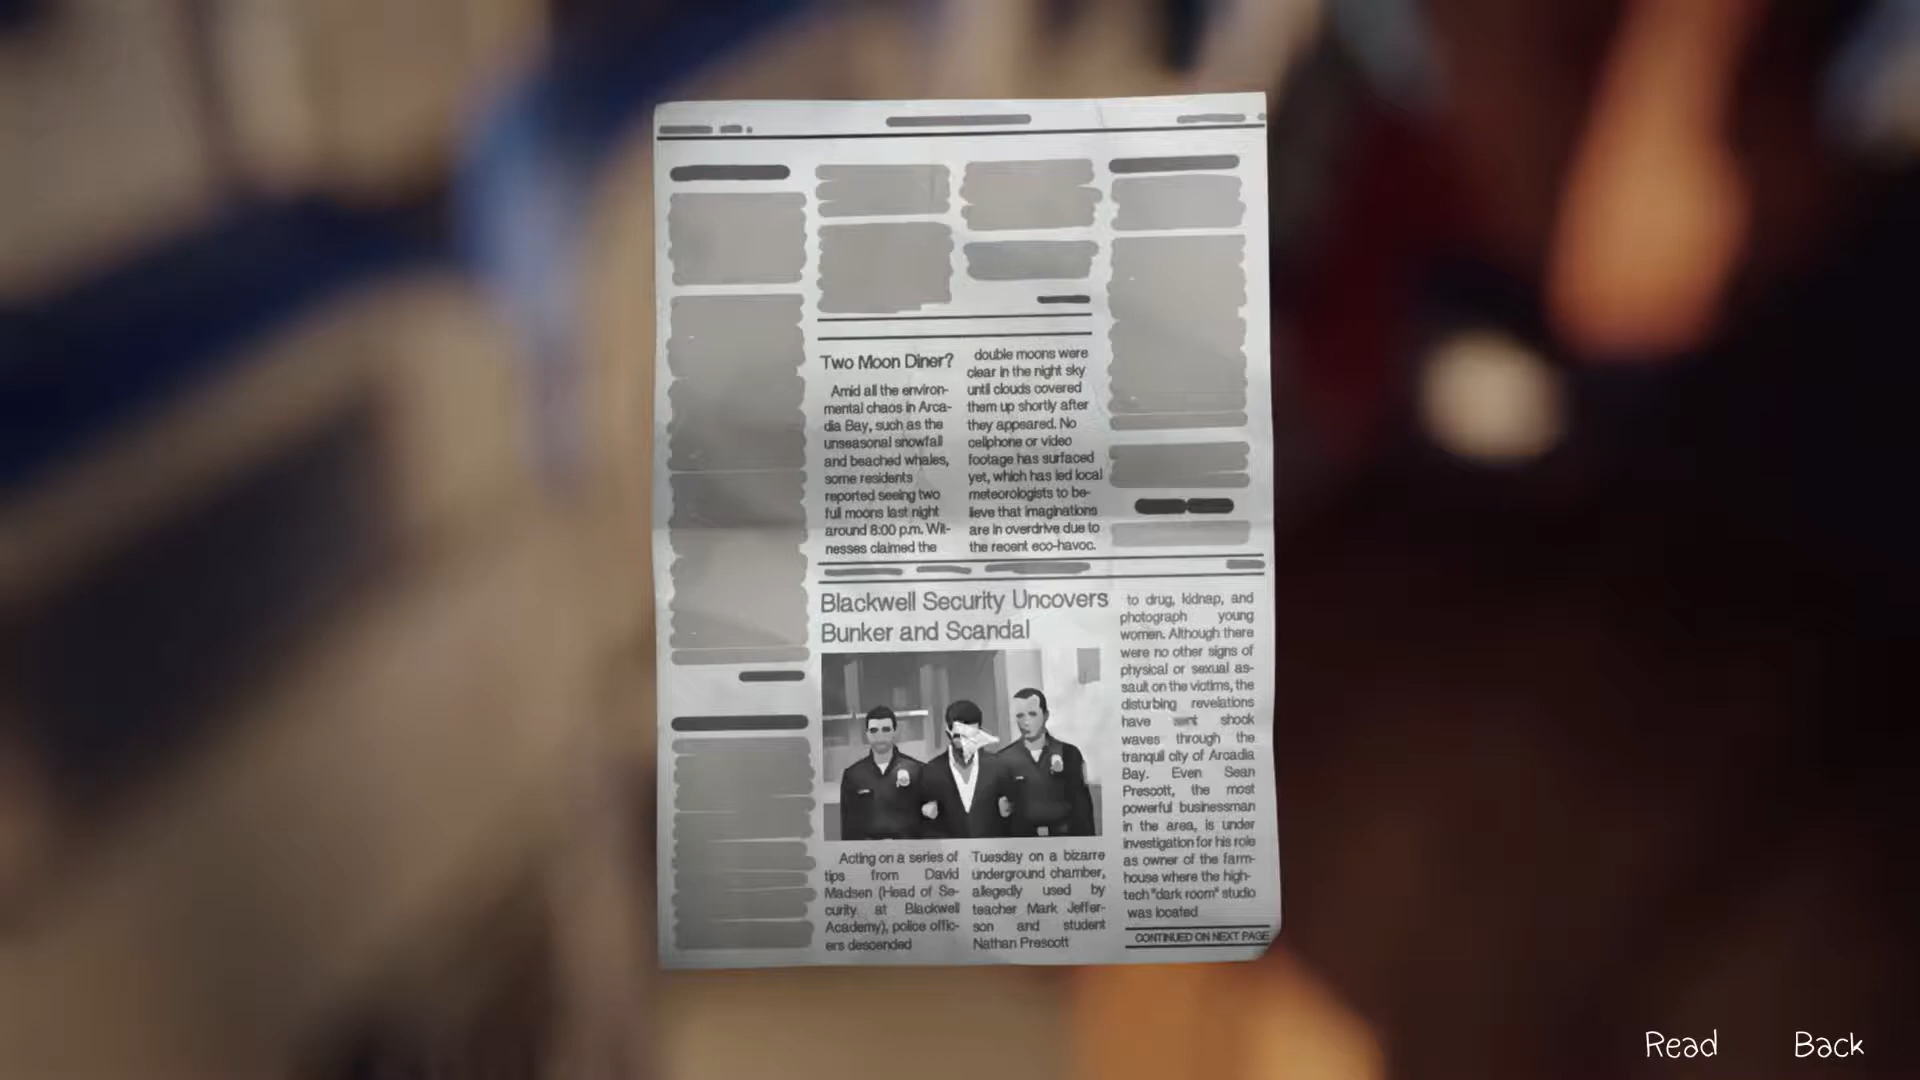 Two Moon Diner?
Amid all the environ-
mental chaos in Arca-
dia Bay, such as the
unseasonal snowfall
and beached whales,
some residents
reported seeing two
full moons last night
around 8:00 p.m. Wit-
nesses claimed the
double moons were
clear in the night sky
until clouds covered
them up shortly after
they appeared. No
cellphone or video
footage has surfaced
yet, which has led local
meteorologists to be-
lieve that imaginations
are in overdrive due to
the recent eco-havoc.
Blackwell Security Uncovers
Bunker and Scandal
Acting on a series of
tips from David
Madsen (Head of Se-
curity at Blackwell
Academy), police offic-
ers descended
Tuesday on a bizarre
underground chamber,
allegedly used by
teacher Mark Jeffer-
son and student
Nathan Prescott
to drug, kidnap, and
photograph young
women. Although there
were no other signs of
physical or sexual as-
sault on the victims, the
disturbing revelations
have sent shock
waves through the
tranquil city of Arcadia
Bay. Even Sean
Prescott, the most
powerful businessman
in the area, is under
investigation for his role
as owner of the farm-
house where the high-
tech "dark room" studio
was located
CONTINUED ON NEXT PAGE
Read
Back